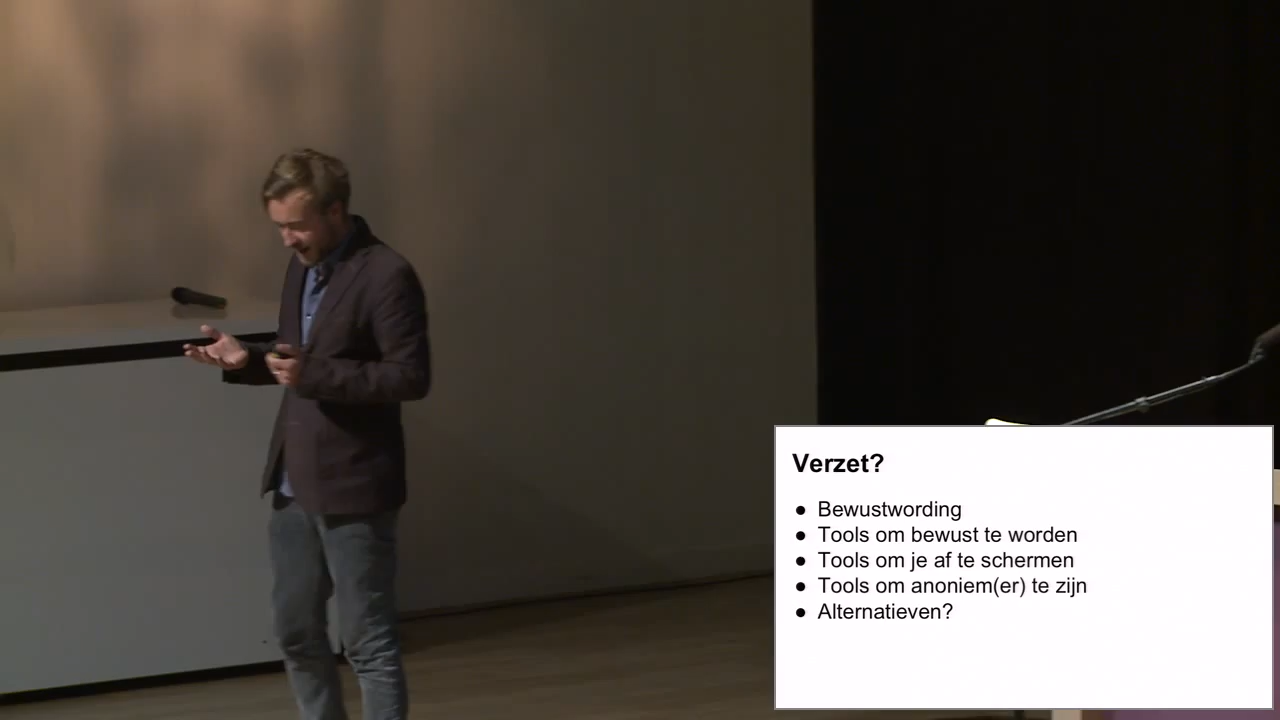 Verzet?
● Bewustwording
● Tools om bewust te worden
● Tools om je af te schermen
● Tools om anoniem(er) te zijn
● Alternatieven?